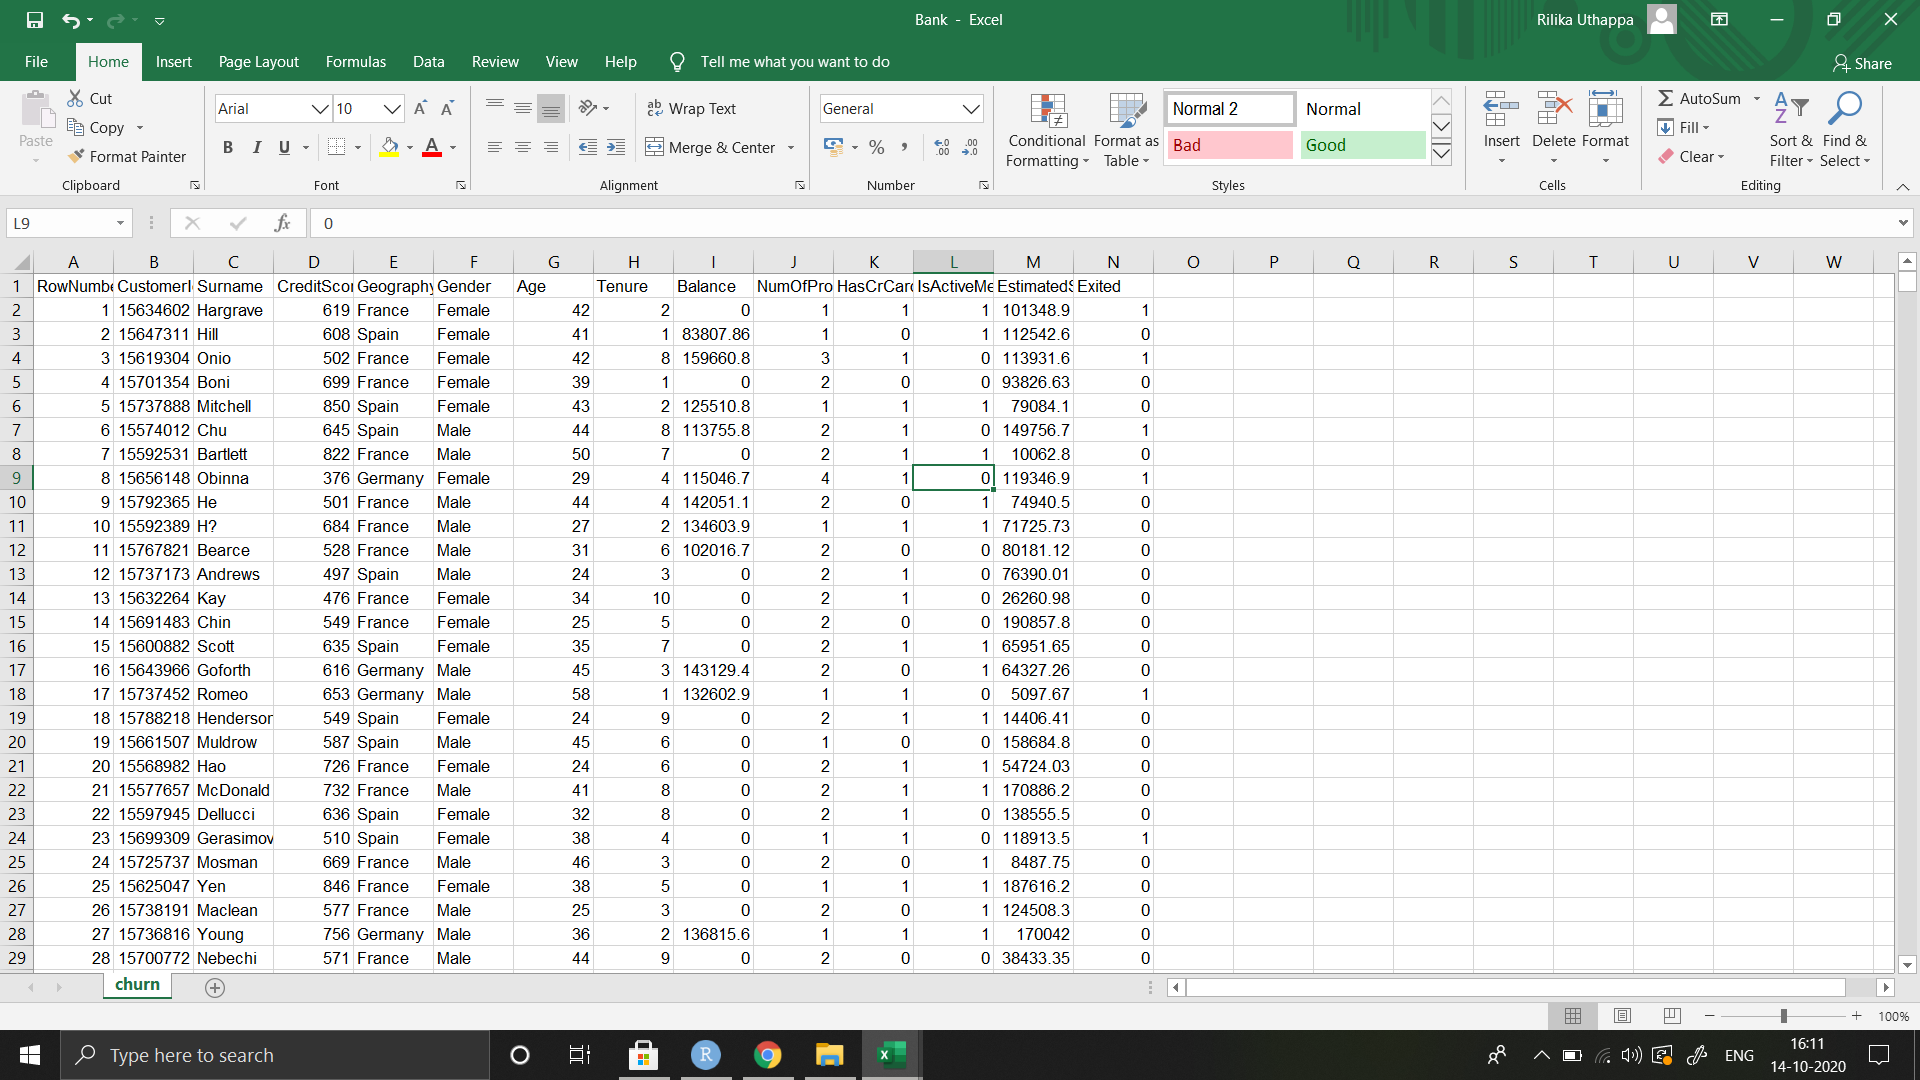 Bank - Excel
Rilika Uthappa
File Home Insert Page Layout Formulas Data Review View Help Tell me what you want to do Share
Paste Cut Copy Format Painter Clipboard
Arial 10 B I U Font
Wrap Text Merge & Center Alignment
General % , Number
Conditional Formatting Format as Table Normal 2 Normal Bad Good Styles
Insert Delete Format Cells
AutoSum Fill Clear Sort & Filter Find & Select Editing
L9 fx 0
A B C D E F G H I J K L M N O P Q R S T U V W
1 RowNumbe CustomerI Surname CreditScor Geography Gender Age Tenure Balance NumOfPro HasCrCard IsActiveMe EstimatedS Exited
2 1 15634602 Hargrave 619 France Female 42 2 0 1 1 1 101348.9 1
3 2 15647311 Hill 608 Spain Female 41 1 83807.86 1 0 1 112542.6 0
4 3 15619304 Onio 502 France Female 42 8 159660.8 3 1 0 113931.6 1
5 4 15701354 Boni 699 France Female 39 1 0 2 0 0 93826.63 0
6 5 15737888 Mitchell 850 Spain Female 43 2 125510.8 1 1 1 79084.1 0
7 6 15574012 Chu 645 Spain Male 44 8 113755.8 2 1 0 149756.7 1
8 7 15592531 Bartlett 822 France Male 50 7 0 2 1 1 10062.8 0
9 8 15656148 Obinna 376 Germany Female 29 4 115046.7 4 1 0 119346.9 1
10 9 15792365 He 501 France Male 44 4 142051.1 2 0 1 74940.5 0
11 10 15592389 H? 684 France Male 27 2 134603.9 1 1 1 71725.73 0
12 11 15767821 Bearce 528 France Male 31 6 102016.7 2 0 0 80181.12 0
13 12 15737173 Andrews 497 Spain Male 24 3 0 2 1 0 76390.01 0
14 13 15632264 Kay 476 France Female 34 10 0 2 1 0 26260.98 0
15 14 15691483 Chin 549 France Female 25 5 0 2 0 0 190857.8 0
16 15 15600882 Scott 635 Spain Female 35 7 0 2 1 1 65951.65 0
17 16 15643966 Goforth 616 Germany Male 45 3 143129.4 2 0 1 64327.26 0
18 17 15737452 Romeo 653 Germany Male 58 1 132602.9 1 1 0 5097.67 1
19 18 15788218 Henderson 549 Spain Female 24 9 0 2 1 1 14406.41 0
20 19 15661507 Muldrow 587 Spain Male 45 6 0 1 0 0 158684.8 0
21 20 15568982 Hao 726 France Female 24 6 0 2 1 1 54724.03 0
22 21 15577657 McDonald 732 France Male 41 8 0 2 1 1 170886.2 0
23 22 15597945 Dellucci 636 Spain Female 32 8 0 2 1 0 138555.5 0
24 23 15699309 Gerasimov 510 Spain Female 38 4 0 1 1 0 118913.5 1
25 24 15725737 Mosman 669 France Male 46 3 0 2 0 1 8487.75 0
26 25 15625047 Yen 846 France Female 38 5 0 1 1 1 187616.2 0
27 26 15738191 Maclean 577 France Male 25 3 0 2 0 1 124508.3 0
28 27 15736816 Young 756 Germany Male 36 2 136815.6 1 1 1 170042 0
29 28 15700772 Nebechi 571 France Male 44 9 0 2 0 0 38433.35 0
churn
100%
Type here to search
ENG
16:11
14-10-2020